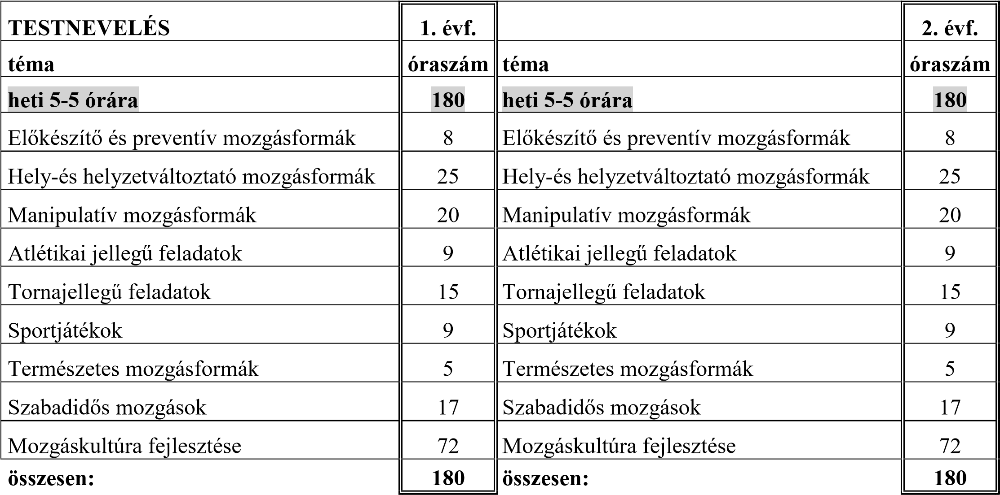 TESTNEVELÉS 1. évf. 2. évf.
téma óraszám téma óraszám
heti 5-5 órára 180 heti 5-5 órára 180
Előkészítő és preventív mozgásformák 8 Előkészítő és preventív mozgásformák 8
Hely-és helyzetváltoztató mozgásformák 25 Hely-és helyzetváltoztató mozgásformák 25
Manipulatív mozgásformák 20 Manipulatív mozgásformák 20
Atlétikai jellegű feladatok 9 Atlétikai jellegű feladatok 9
Tornajellegű feladatok 15 Tornajellegű feladatok 15
Sportjátékok 9 Sportjátékok 9
Természetes mozgásformák 5 Természetes mozgásformák 5
Szabadidős mozgások 17 Szabadidős mozgások 17
Mozgáskultúra fejlesztése 72 Mozgáskultúra fejlesztése 72
összesen: 180 összesen: 180